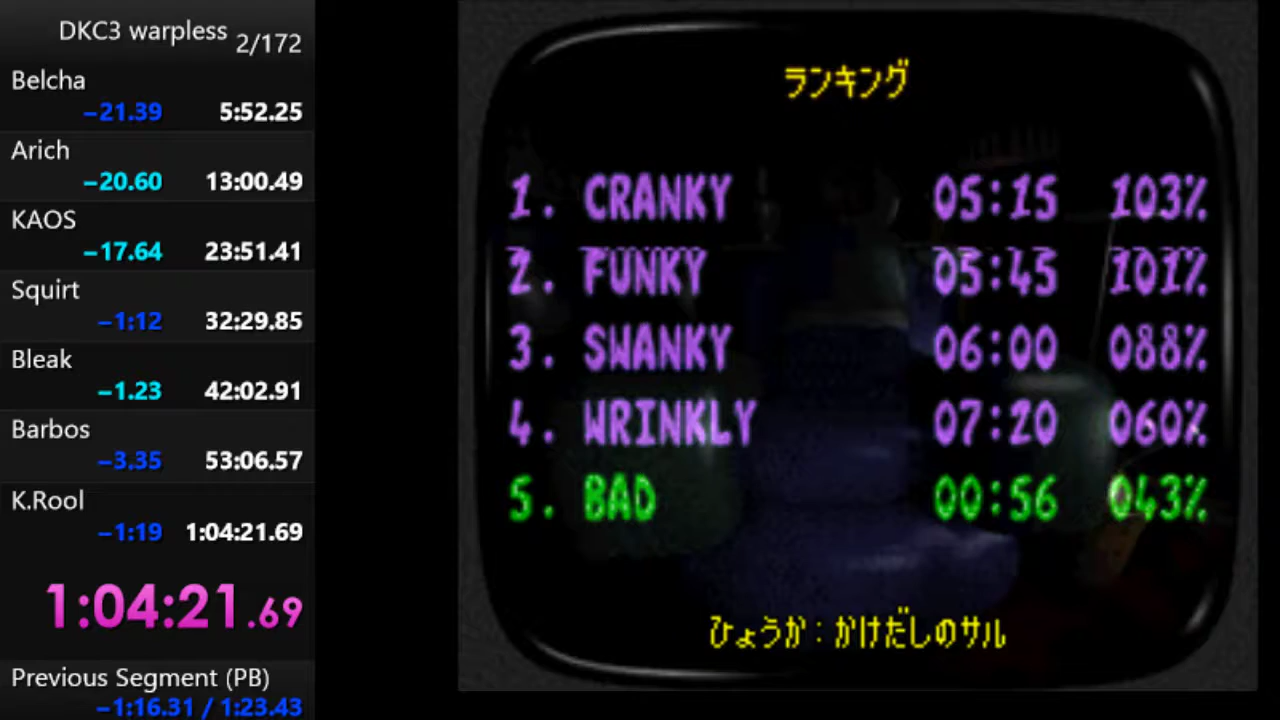 DKC3 warpless 2/172
Belcha
-21.39 5:52.25
Arich
-20.60 13:00.49
KAOS
-17.64 23:51.41
Squirt
-1:12 32:29.85
Bleak
-1.23 42:02.91
Barbos
-3.35 53:06.57
K.Rool
-1:19 1:04:21.69
1:04:21.69
Previous Segment (PB)
-1:16.31 / 1:23.43
ランキング
1. CRANKY 05:15 103%
2. FUNKY 05:45 101%
3. SWANKY 06:00 088%
4. WRINKLY 07:20 060%
5. BAD 00:56 043%
ひょうか:かけだしのサル